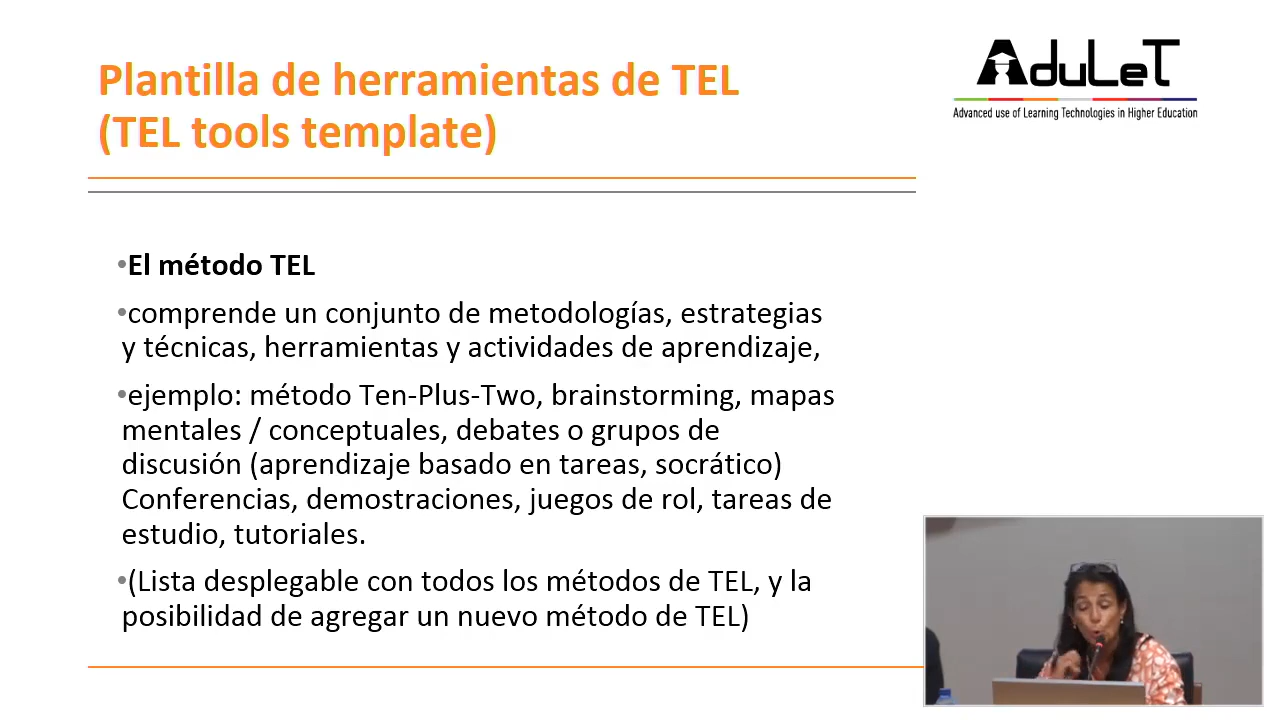 Plantilla de herramientas de TEL
(TEL tools template)
AduLeT
Advanced use of Learning Technologies in Higher Education
•El método TEL
•comprende un conjunto de metodologías, estrategias
y técnicas, herramientas y actividades de aprendizaje,
•ejemplo: método Ten-Plus-Two, brainstorming, mapas
mentales / conceptuales, debates o grupos de
discusión (aprendizaje basado en tareas, socrático)
Conferencias, demostraciones, juegos de rol, tareas de
estudio, tutoriales.
•(Lista desplegable con todos los métodos de TEL, y la
posibilidad de agregar un nuevo método de TEL)